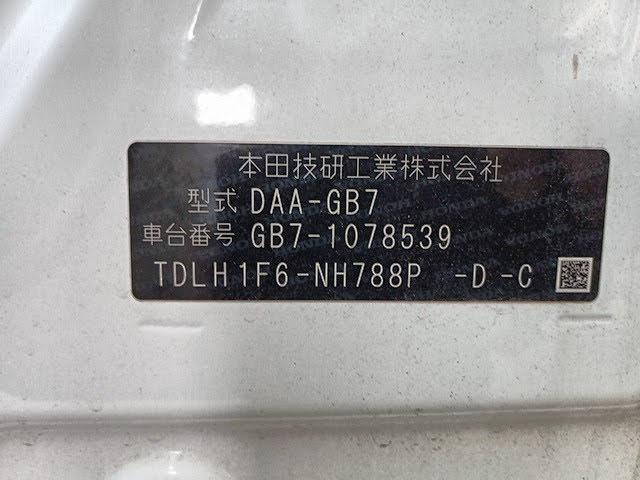 本田技研工業株式会社
型式 DAA-GB7
車台番号 GB7-1078539
TDLH1F6-NH788P -D-C